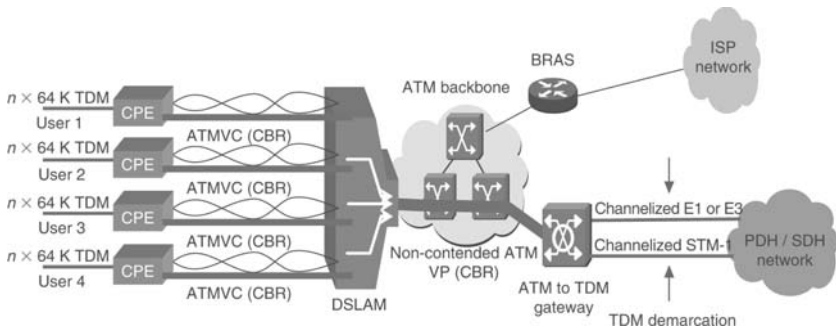 n × 64 K TDM
User 1
CPE
ATMVC (CBR)
n × 64 K TDM
User 2
CPE
ATMVC (CBR)
n × 64 K TDM
User 3
CPE
ATMVC (CBR)
n × 64 K TDM
User 4
CPE
ATMVC (CBR)
DSLAM
ATM backbone
BRAS
ISP
network
Non-contended ATM
VP (CBR)
ATM to TDM
gateway
Channelized E1 or E3
Channelized STM-1
PDH / SDH
network
TDM demarcation